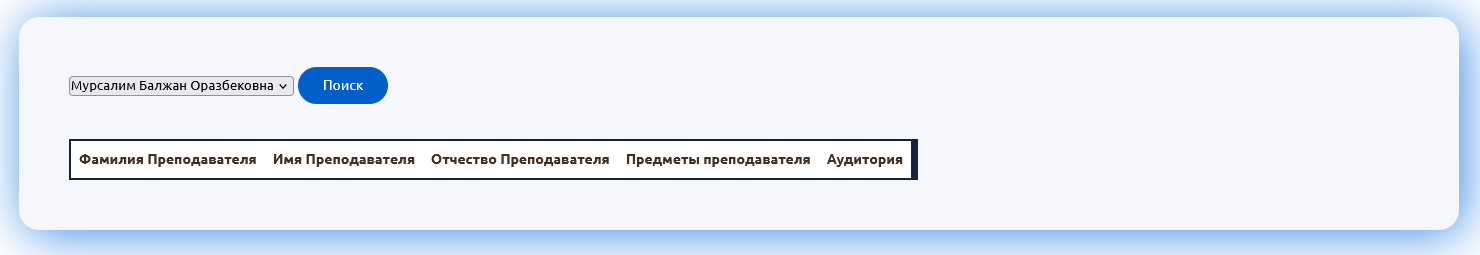 Мурсалим Балжан Оразбековна Поиск
Фамилия Преподавателя Имя Преподавателя Отчество Преподавателя Предметы преподавателя Аудитория